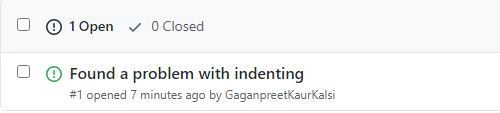 1 Open 0 Closed
Found a problem with indenting
#1 opened 7 minutes ago by GaganpreetKaurKalsi